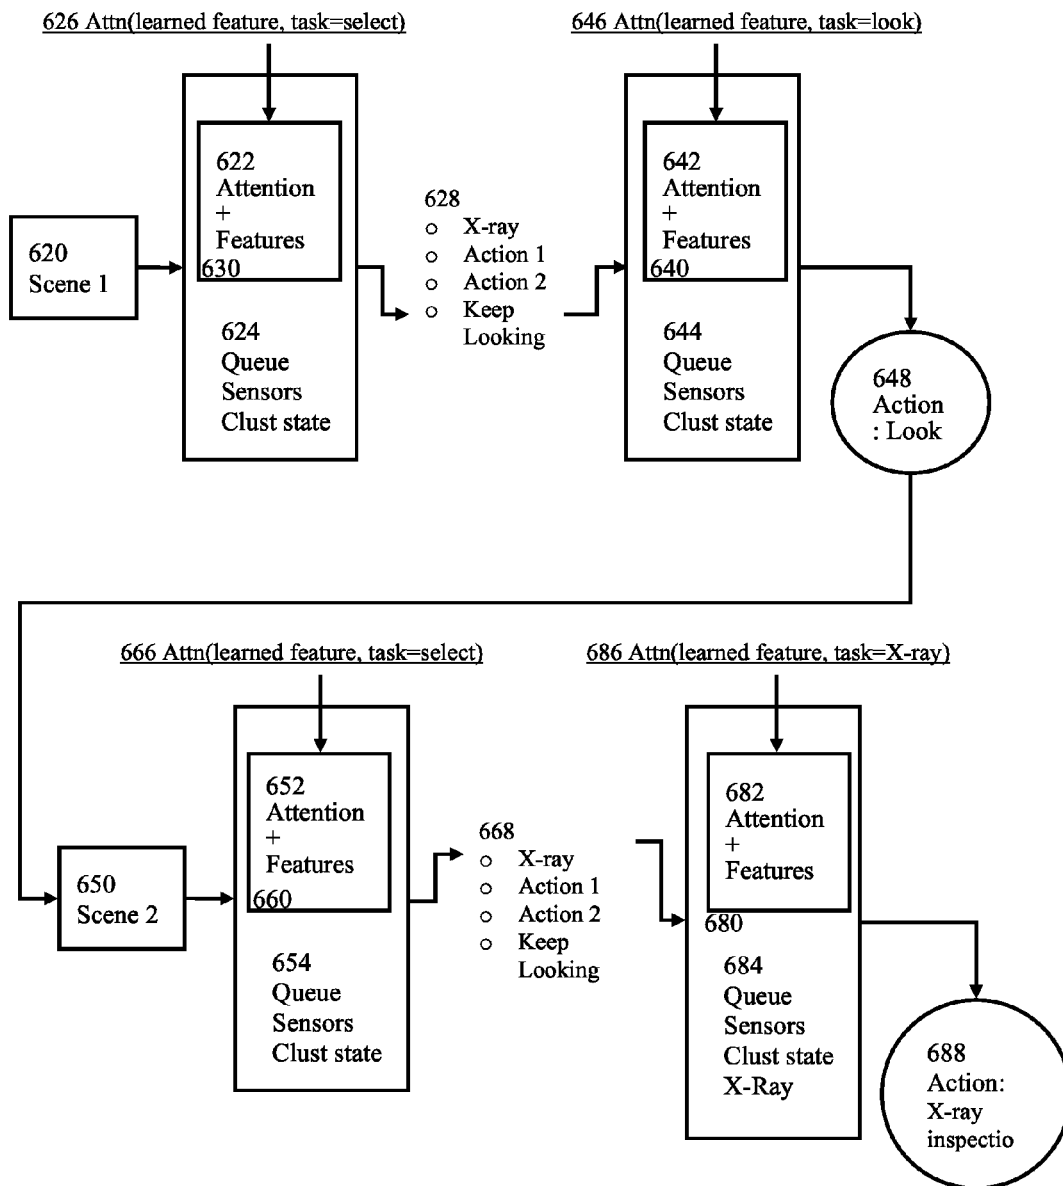 626 Attn(learned feature, task=select)
646 Attn(learned feature, task=look)
620
Scene 1
622
Attention
+
Features
630
624
Queue
Sensors
Clust state
628
○ X-ray
○ Action 1
○ Action 2
○ Keep
Looking
642
Attention
+
Features
640
644
Queue
Sensors
Clust state
648
Action
: Look
666 Attn(learned feature, task=select)
686 Attn(learned feature, task=X-ray)
650
Scene 2
652
Attention
+
Features
660
654
Queue
Sensors
Clust state
668
○ X-ray
○ Action 1
○ Action 2
○ Keep
Looking
682
Attention
+
Features
680
684
Queue
Sensors
Clust state
X-Ray
688
Action:
X-ray
inspectio